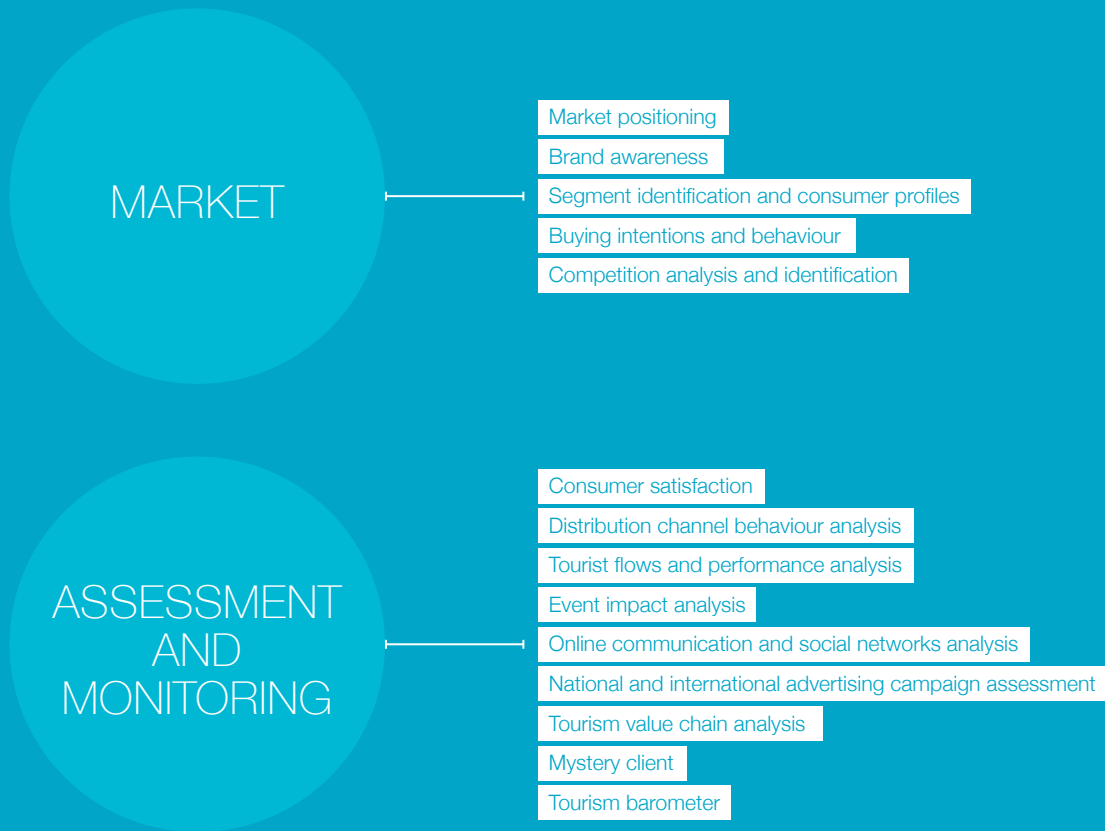 MARKET
Market positioning
Brand awareness
Segment identification and consumer profiles
Buying intentions and behaviour
Competition analysis and identification
ASSESSMENT
AND
MONITORING
Consumer satisfaction
Distribution channel behaviour analysis
Tourist flows and performance analysis
Event impact analysis
Online communication and social networks analysis
National and international advertising campaign assessment
Tourism value chain analysis
Mystery client
Tourism barometer